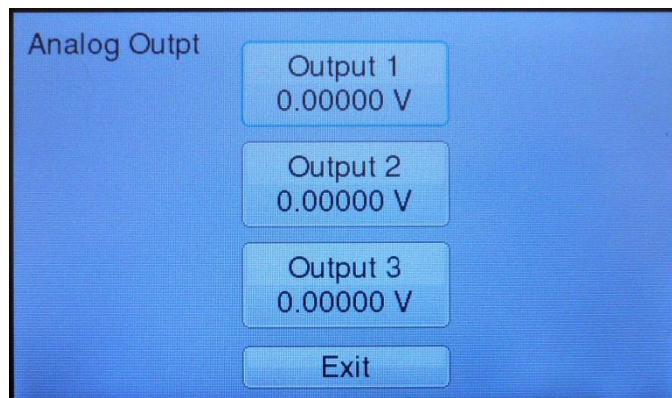 Analog Outpt
Output 1
0.00000 V
Output 2
0.00000 V
Output 3
0.00000 V
Exit